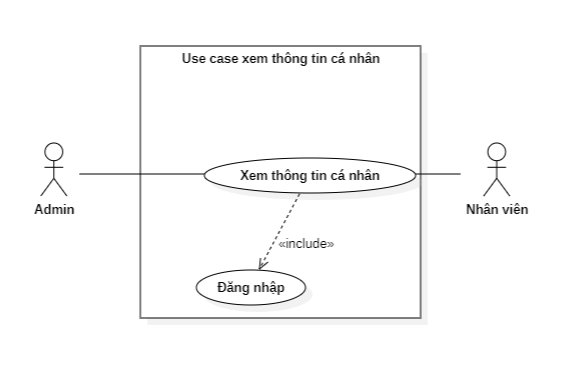 Use case xem thông tin cá nhân
Xem thông tin cá nhân
Admin
Nhân viên
«include»
Đăng nhập